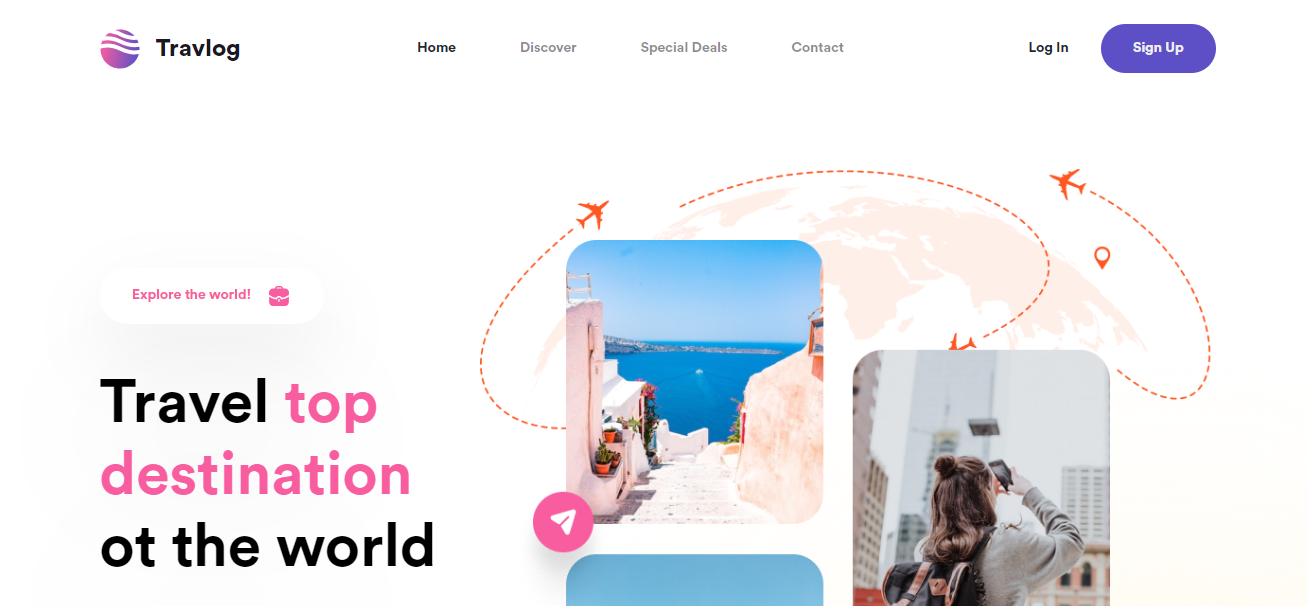 Travlog
Home
Discover
Special Deals
Contact
Log In
Sign Up
Explore the world!
Travel top
destination
ot the world